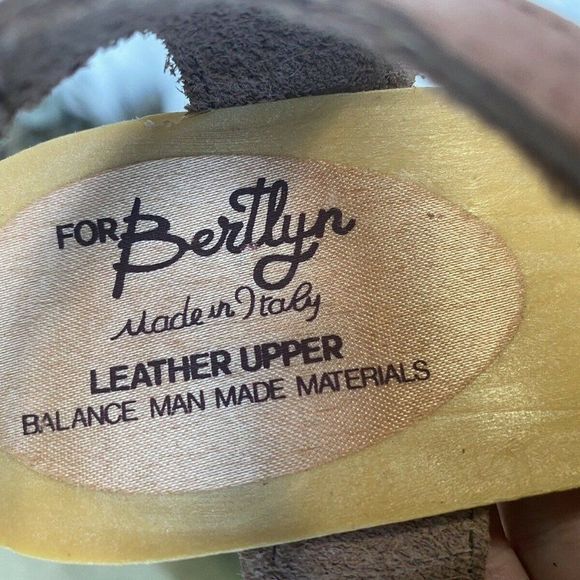 FOR Bertlyn
Made in Italy
LEATHER UPPER
BALANCE MAN MADE MATERIALS